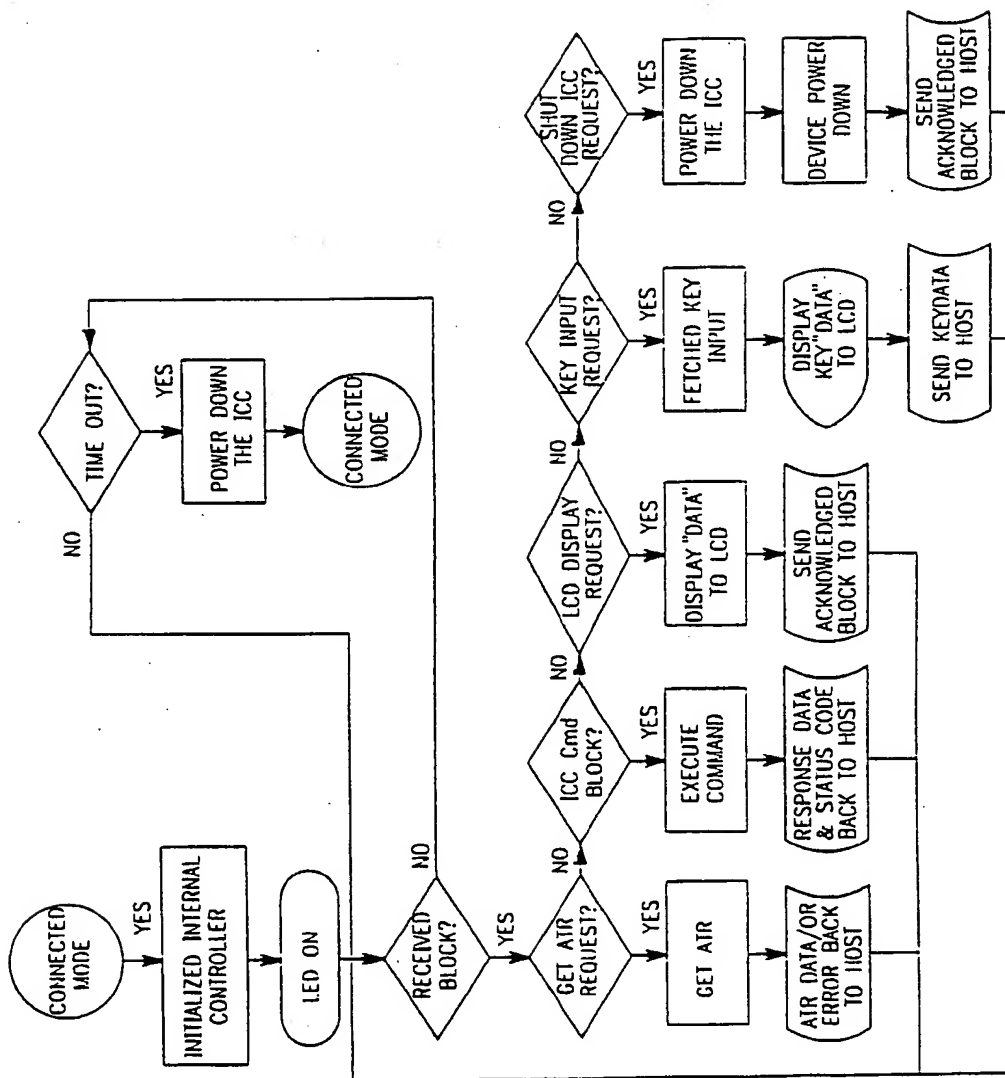 CONNECTED
MODE
YES
INITIALIZED INTERNAL
CONTROLLER
LED ON
RECEIVED
BLOCK?
NO
YES
TIME OUT?
NO
YES
POWER DOWN
THE ICC
CONNECTED
MODE
GET ATR
REQUEST?
NO
YES
GET ATR
ATR DATA/OR
ERROR BACK
TO HOST
ICC Cmd
BLOCK?
NO
YES
EXECUTE
COMMAND
RESPONSE DATA
& STATUS CODE
BACK TO HOST
LCD DISPLAY
REQUEST?
NO
YES
DISPLAY "DATA"
TO LCD
SEND
ACKNOWLEDGED
BLOCK TO HOST
KEY INPUT
REQUEST?
NO
YES
FETCHED KEY
INPUT
DISPLAY
KEY"DATA"
TO LCD
SEND KEYDATA
TO HOST
SHUT
DOWN ICC
REQUEST?
YES
POWER DOWN
THE ICC
DEVICE POWER
DOWN
SEND
ACKNOWLEDGED
BLOCK TO HOST